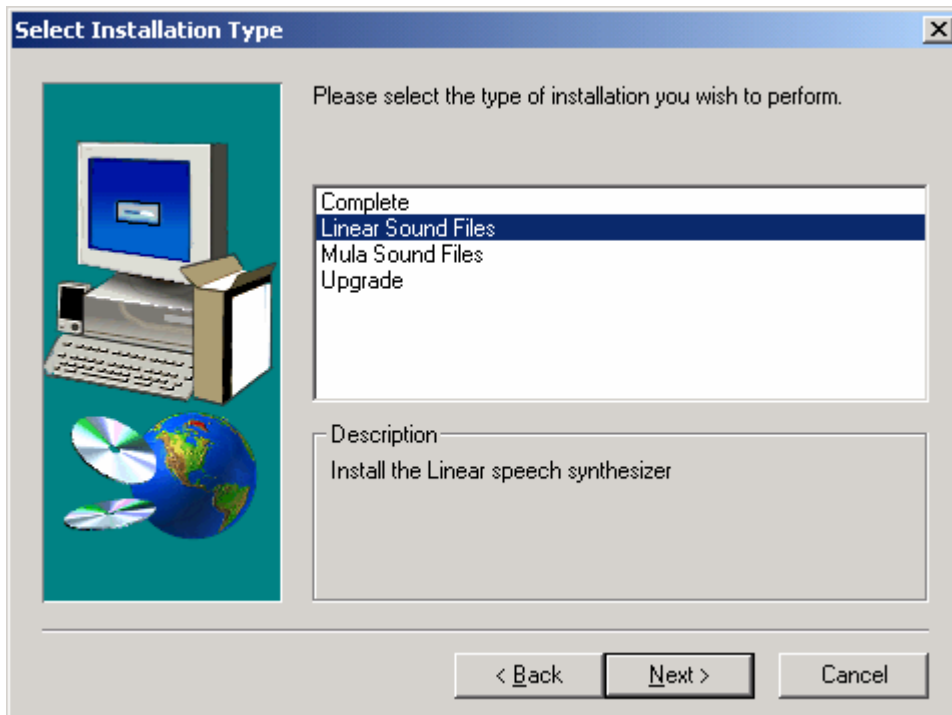 Select Installation Type
Please select the type of installation you wish to perform.
Complete
Linear Sound Files
Mula Sound Files
Upgrade
Description
Install the Linear speech synthesizer
< Back
Next >
Cancel